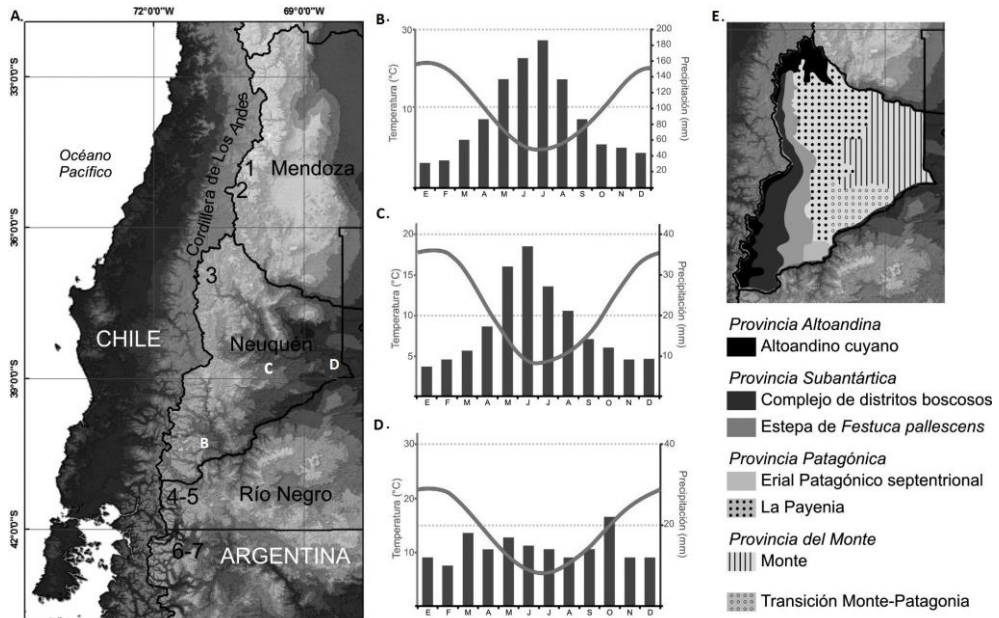 A.
72°0'0"O
69°0'0"O
33°0'0"S
36°0'0"S
39°0'0"S
42°0'0"S
Océano
Pacífico
Cordillera de Los Andes
1
Mendoza
2
3
CHILE
Neuquén
C
D
B
4-5
Río Negro
6-7
ARGENTINA
B.
30
20
10
Temperatura (°C)
200
180
160
140
120
100
80
60
40
20
Precipitación (mm)
E F M A M J J A S O N D
C.
20
15
10
5
Temperatura (°C)
40
30
20
10
Precipitación (mm)
E F M A M J J A S O N D
D.
30
20
10
Temperatura (°C)
40
20
Precipitación (mm)
E F M A M J J A S O N D
E.
Provincia Altoandina
Altoandino cuyano
Provincia Subantártica
Complejo de distritos boscosos
Estepa de Festuca pallescens
Provincia Patagónica
Erial Patagónico septentrional
La Payenia
Provincia del Monte
Monte
Transición Monte-Patagonia